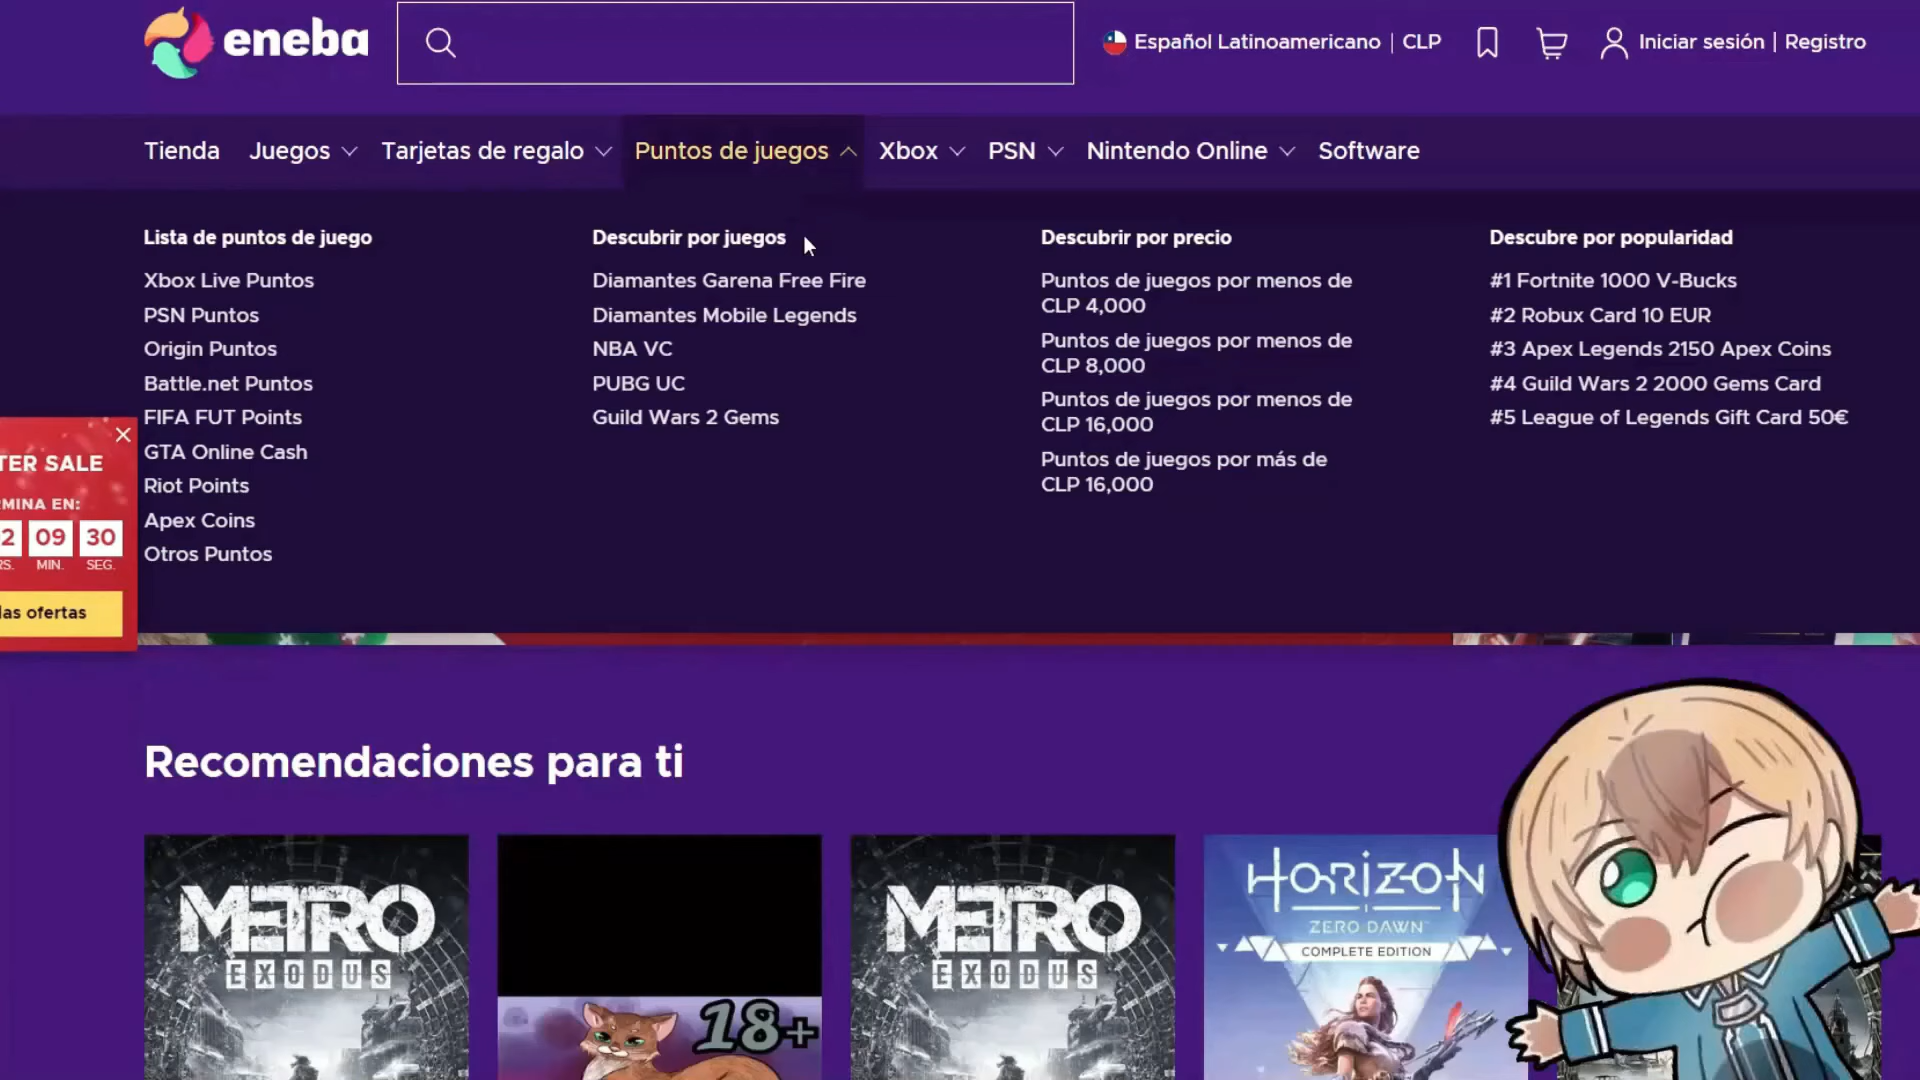 eneba
Español Latinoamericano | CLP
Iniciar sesión | Registro
Tienda
Juegos
Tarjetas de regalo
Puntos de juegos
Xbox
PSN
Nintendo Online
Software
Lista de puntos de juego
Xbox Live Puntos
PSN Puntos
Origin Puntos
Battle.net Puntos
FIFA FUT Points
GTA Online Cash
Riot Points
Apex Coins
Otros Puntos
Descubrir por juegos
Diamantes Garena Free Fire
Diamantes Mobile Legends
NBA VC
PUBG UC
Guild Wars 2 Gems
Descubrir por precio
Puntos de juegos por menos de
CLP 4,000
Puntos de juegos por menos de
CLP 8,000
Puntos de juegos por menos de
CLP 16,000
Puntos de juegos por más de
CLP 16,000
Descubre por popularidad
#1 Fortnite 1000 V-Bucks
#2 Robux Card 10 EUR
#3 Apex Legends 2150 Apex Coins
#4 Guild Wars 2 2000 Gems Card
#5 League of Legends Gift Card 50€
TER SALE
RMINA EN:
2 09 30
RS. MIN. SEG.
las ofertas
Recomendaciones para ti
METRO
EXODUS
18+
METRO
EXODUS
HORIZON
ZERO DAWN
COMPLETE EDITION